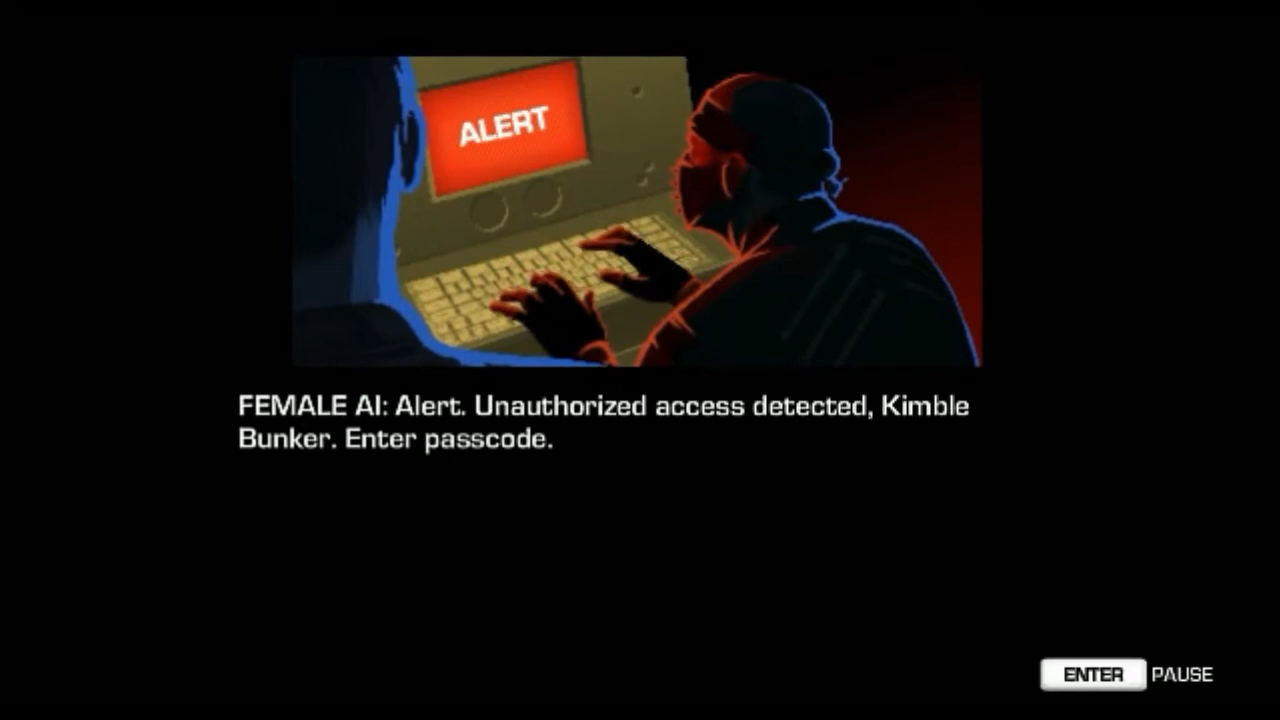 ALERT
FEMALE AI: Alert. Unauthorized access detected, Kimble
Bunker. Enter passcode.
ENTER PAUSE